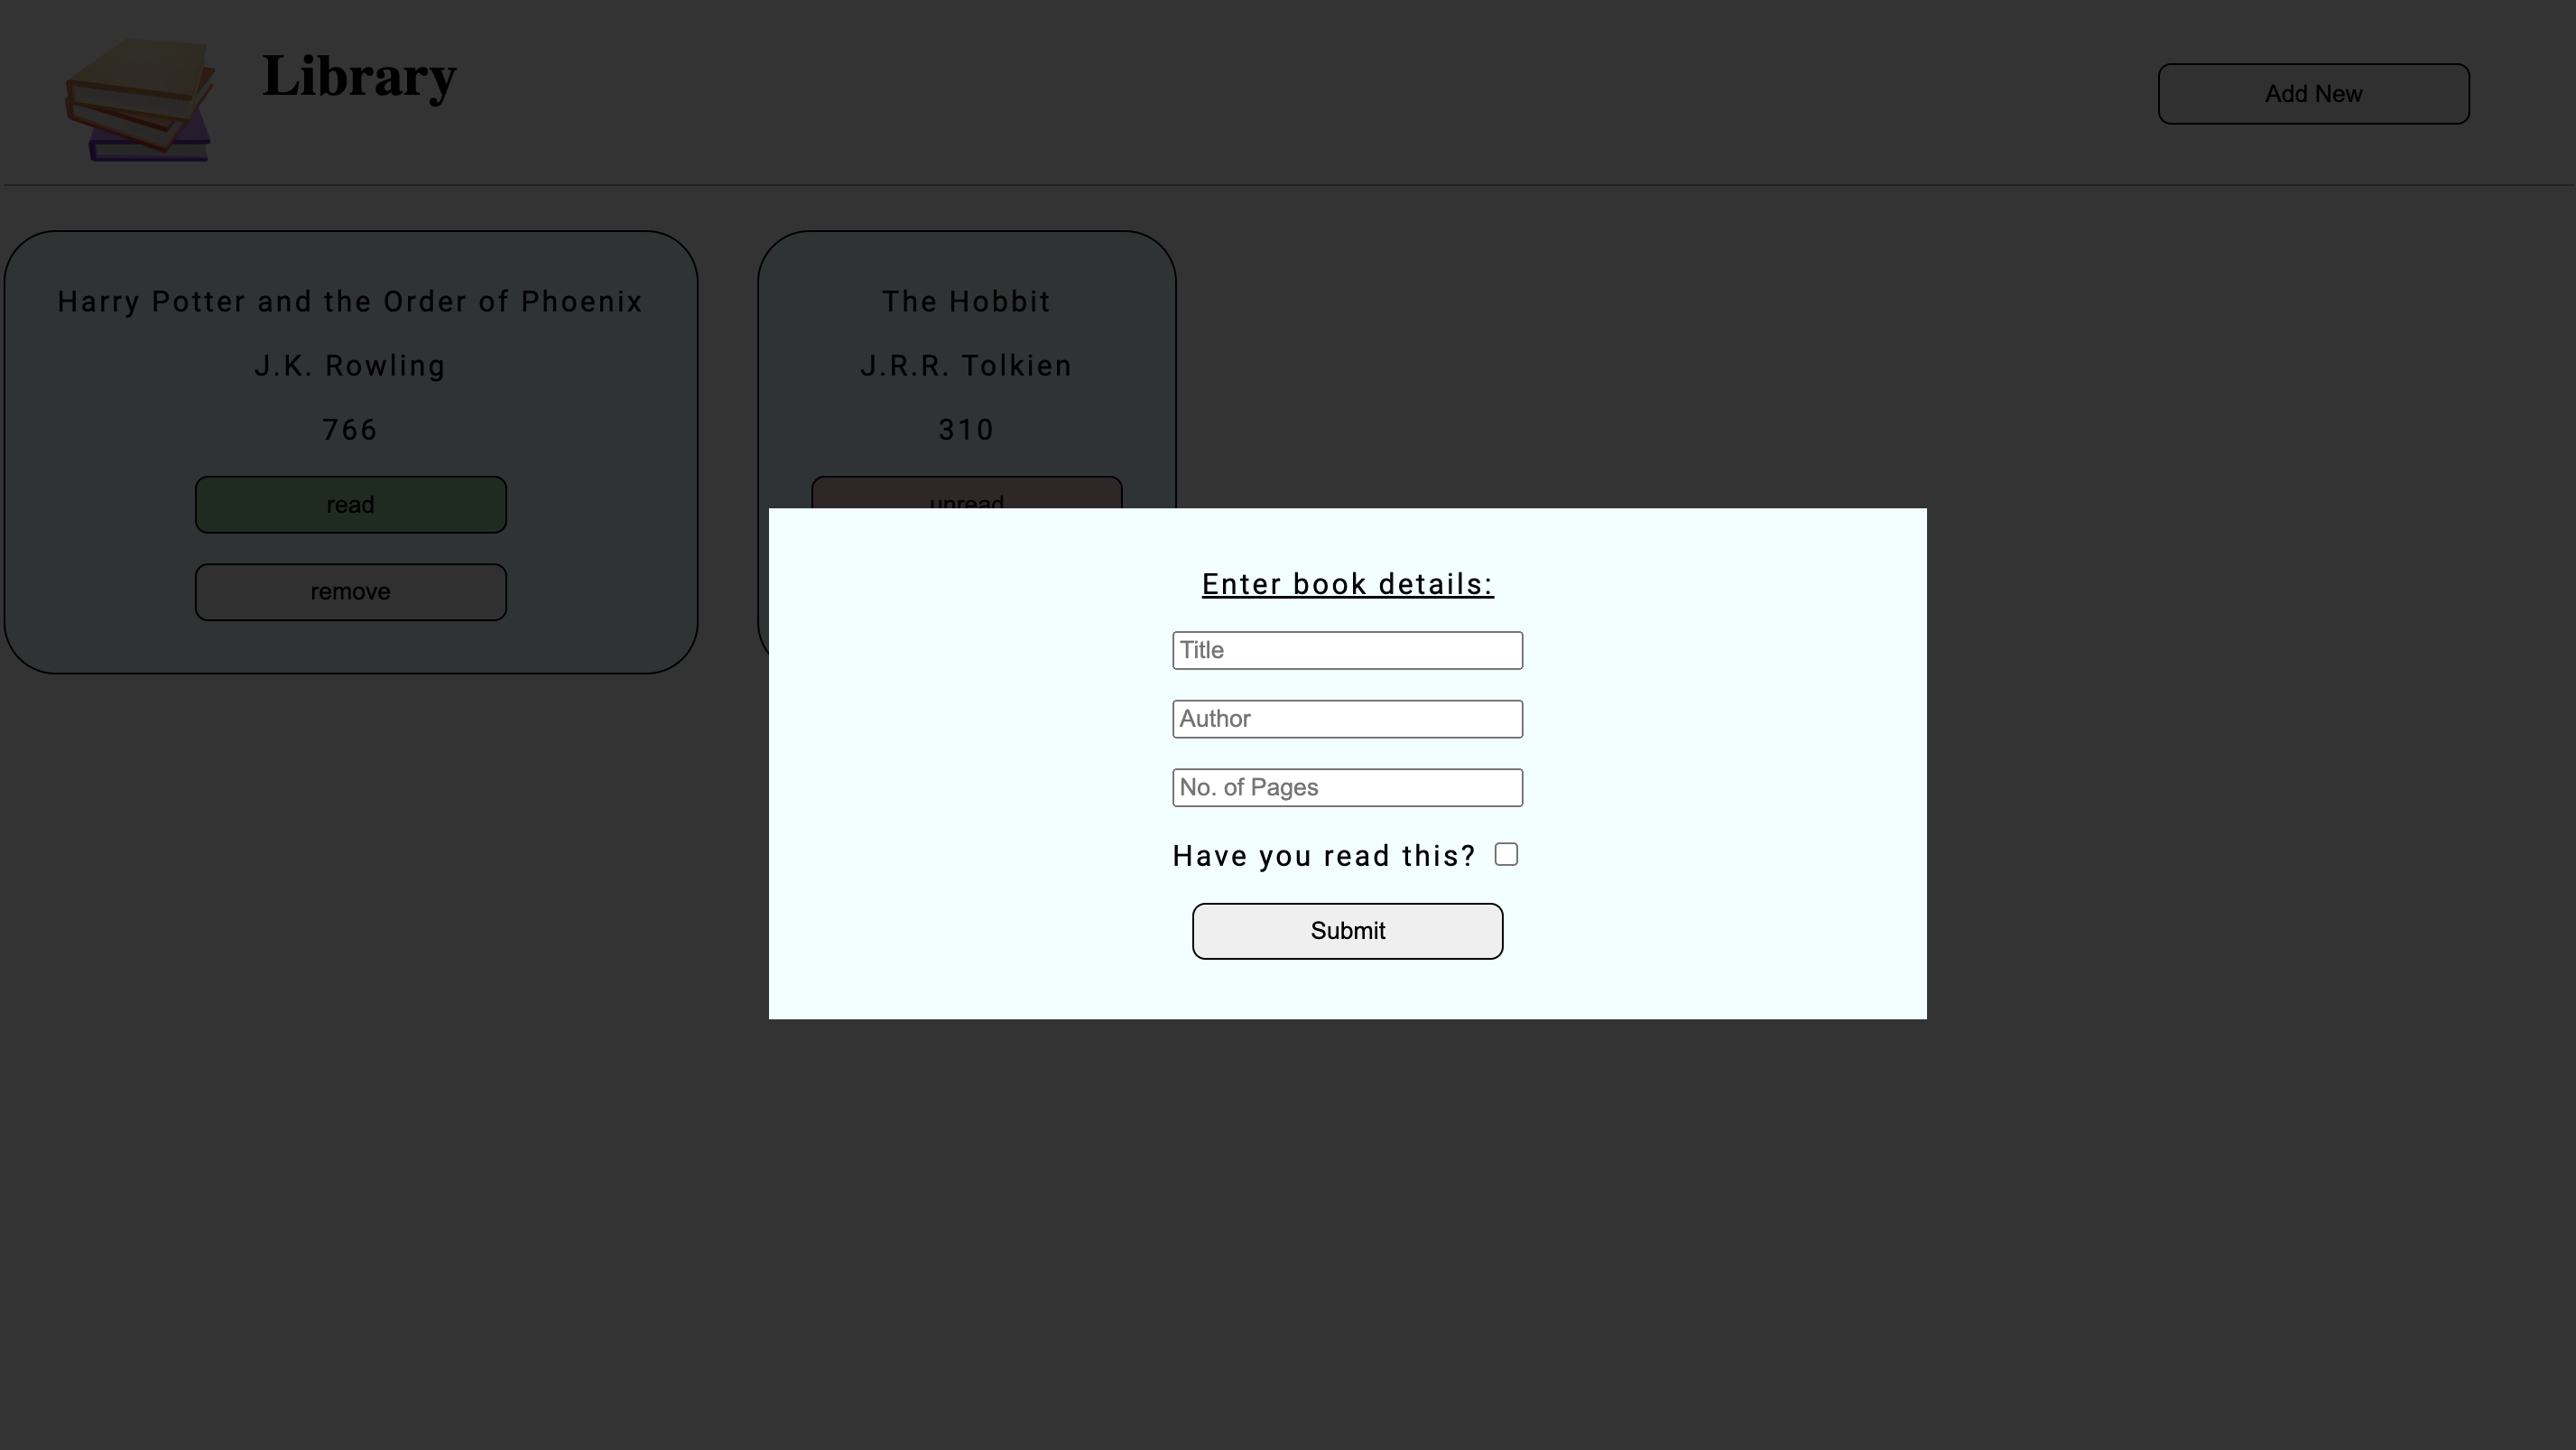 Library
Add New
Harry Potter and the Order of Phoenix
J.K. Rowling
766
read
remove
The Hobbit
J.R.R. Tolkien
310
unread
Enter book details:
Title
Author
No. of Pages
Have you read this?
Submit